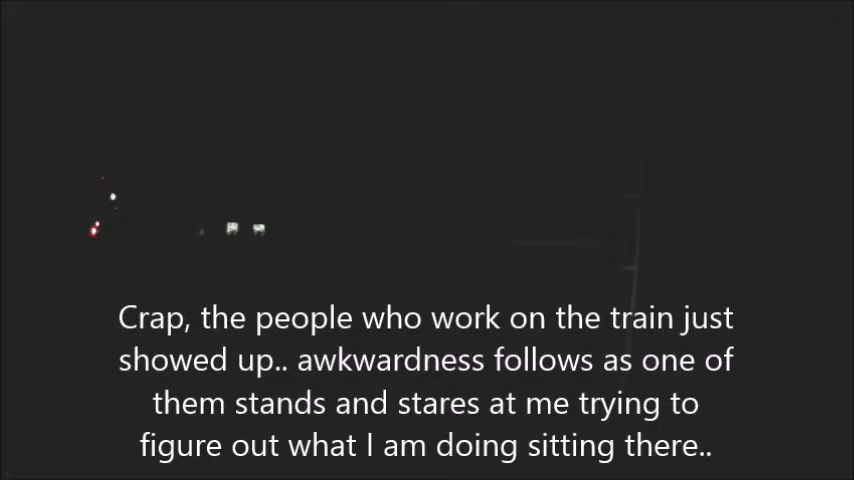 Crap, the people who work on the train just
showed up.. awkwardness follows as one of
them stands and stares at me trying to
figure out what I am doing sitting there..